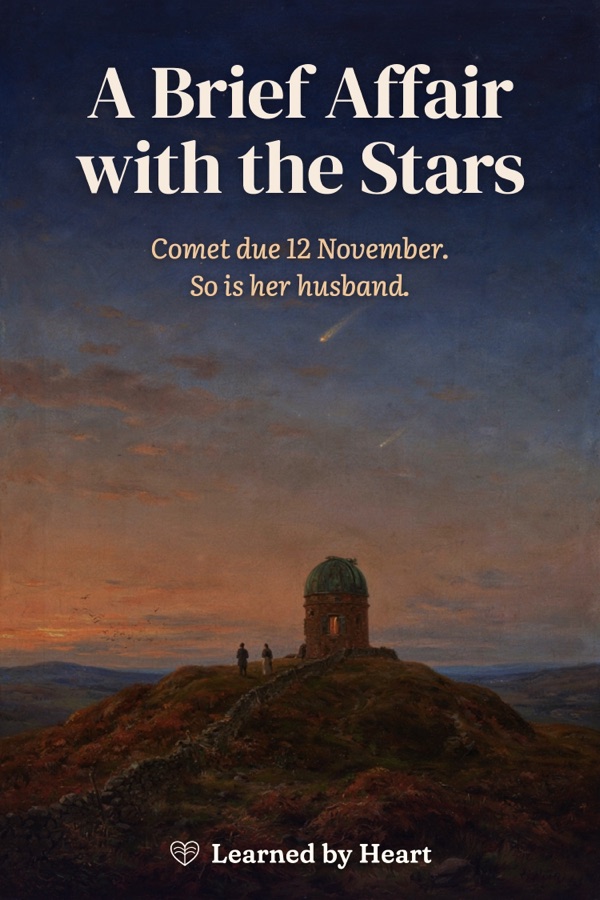 A Brief Affair
with the Stars
Comet due 12 November.
So is her husband.
Learned by Heart